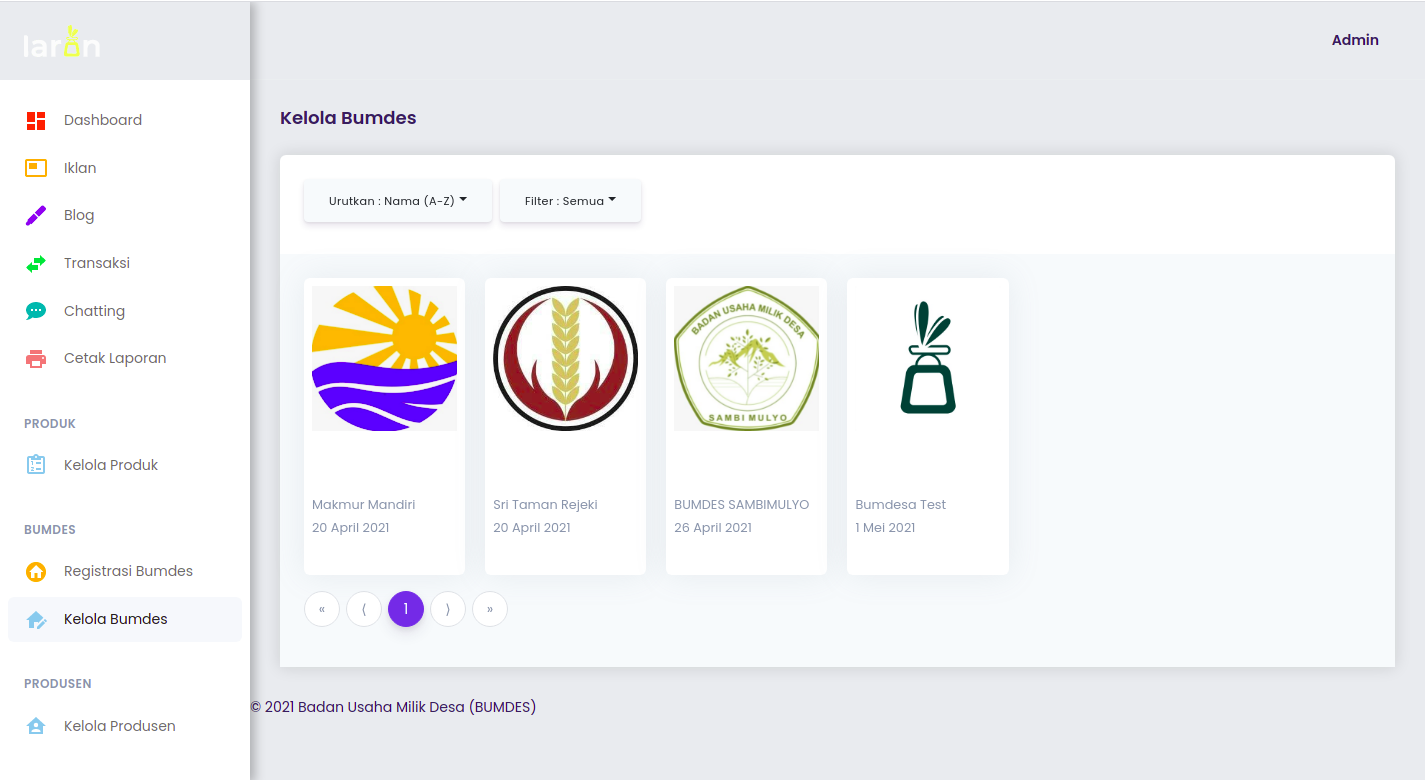 laron
Admin
Dashboard
Iklan
Blog
Transaksi
Chatting
Cetak Laporan
PRODUK
Kelola Produk
BUMDES
Registrasi Bumdes
Kelola Bumdes
PRODUSEN
Kelola Produsen
Kelola Bumdes
Urutkan : Nama (A-Z)
Filter : Semua
BADAN USAHA MILIK DESA
SAMBI MULYO
Makmur Mandiri
20 April 2021
Sri Taman Rejeki
20 April 2021
BUMDES SAMBIMULYO
26 April 2021
Bumdesa Test
1 Mei 2021
« ⟨ 1 ⟩ »
© 2021 Badan Usaha Milik Desa (BUMDES)